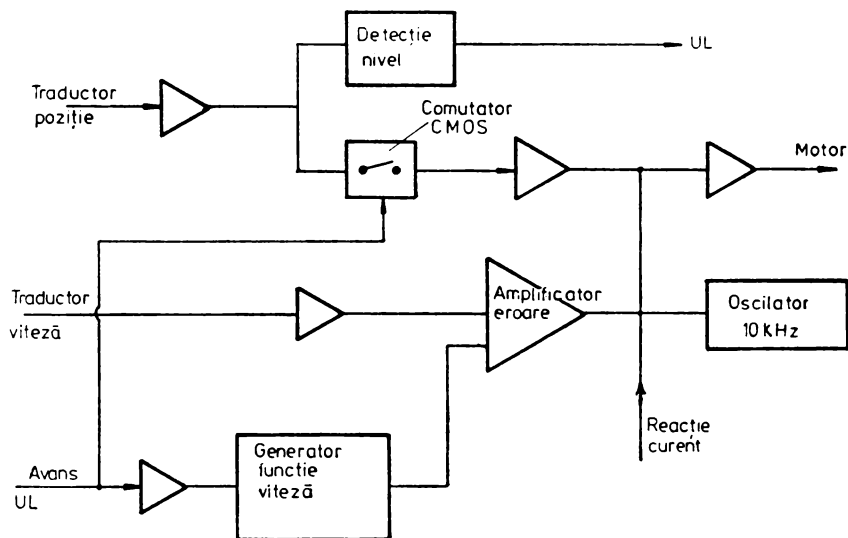 Detecție
nivel
UL
Traductor
poziție
Comutator
CMOS
Motor
Traductor
viteză
Amplificator
eroare
Oscilator
10 KHz
Reacție
curent
Generator
functie
viteză
Avans
UL